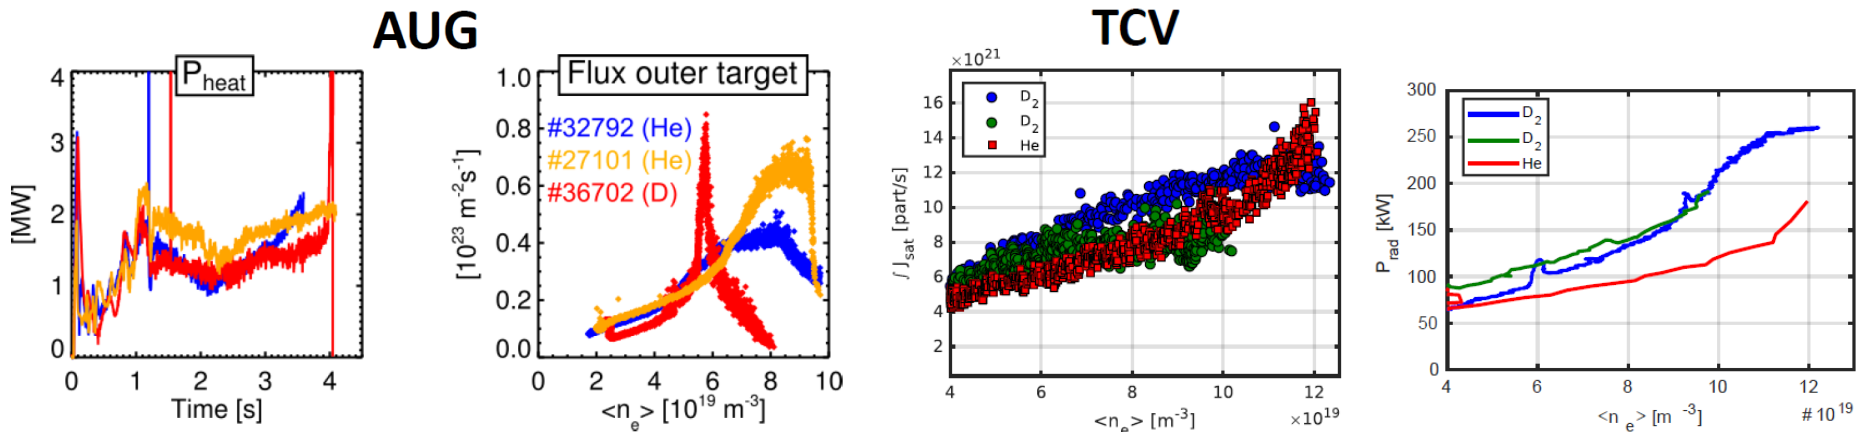 AUG
TCV
P_heat
4
3
2
1
0
[MW]
0 1 2 3 4
Time [s]
Flux outer target
#32792 (He)
#27101 (He)
#36702 (D)
1.0
0.8
0.6
0.4
0.2
0.0
[10^23 m^-2 s^-1]
0 2 4 6 8 10
<n_e> [10^19 m^-3]
×10^21
D_2
D_2
He
16
14
12
10
8
6
4
2
∫ J_sat [part/s]
4 6 8 10 12
<n_e> [m^-3]
×10^19
D_2
D_2
He
300
250
200
150
100
50
0
P_rad [kW]
4 6 8 10 12
<n_e> [m^-3]
# 10^19